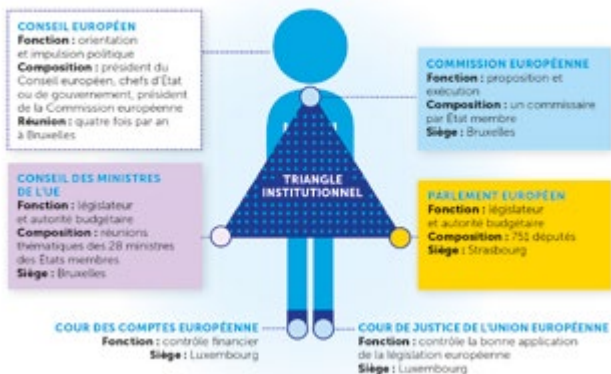 CONSEIL EUROPÉEN
Fonction : orientation
et impulsion politique
Composition : président du
Conseil européen, chefs d'État
ou de gouvernement, président
de la Commission européenne
Réunion : quatre fois par an
à Bruxelles
COMMISSION EUROPÉENNE
Fonction : proposition et
exécution
Composition : un commissaire
par État membre
Siège : Bruxelles
CONSEIL DES MINISTRES
DE L'UE
Fonction : législateur
et autorité budgétaire
Composition : réunions
thématiques des 28 ministres
des États membres
Siège : Bruxelles
TRIANGLE
INSTITUTIONNEL
PARLEMENT EUROPÉEN
Fonction : législateur
et autorité budgétaire
Composition : 751 députés
Siège : Strasbourg
COUR DES COMPTES EUROPÉENNE
Fonction : contrôle financier
Siège : Luxembourg
COUR DE JUSTICE DE L'UNION EUROPÉENNE
Fonction : contrôle la bonne application
de la législation européenne
Siège : Luxembourg